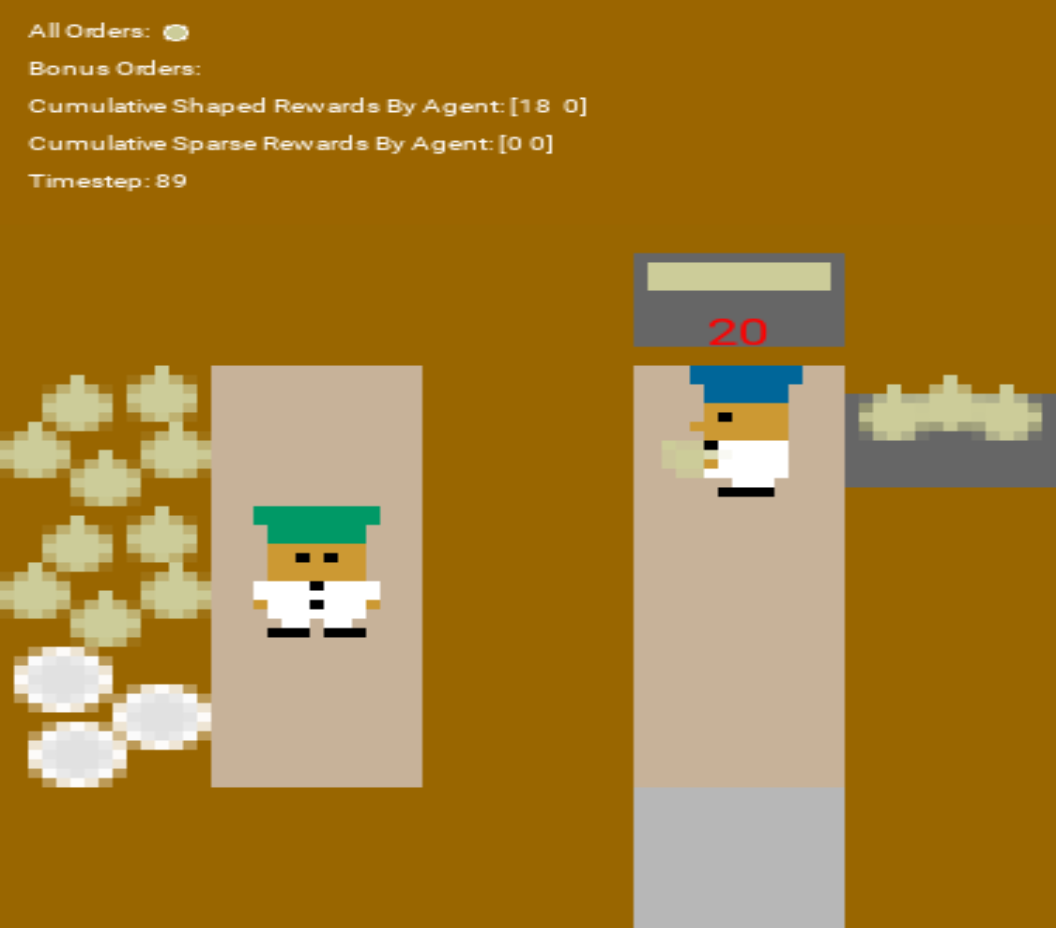 All Orders:
Bonus Orders:
Cumulative Shaped Rewards By Agent: [18 0]
Cumulative Sparse Rewards By Agent: [0 0]
Timestep: 89
20